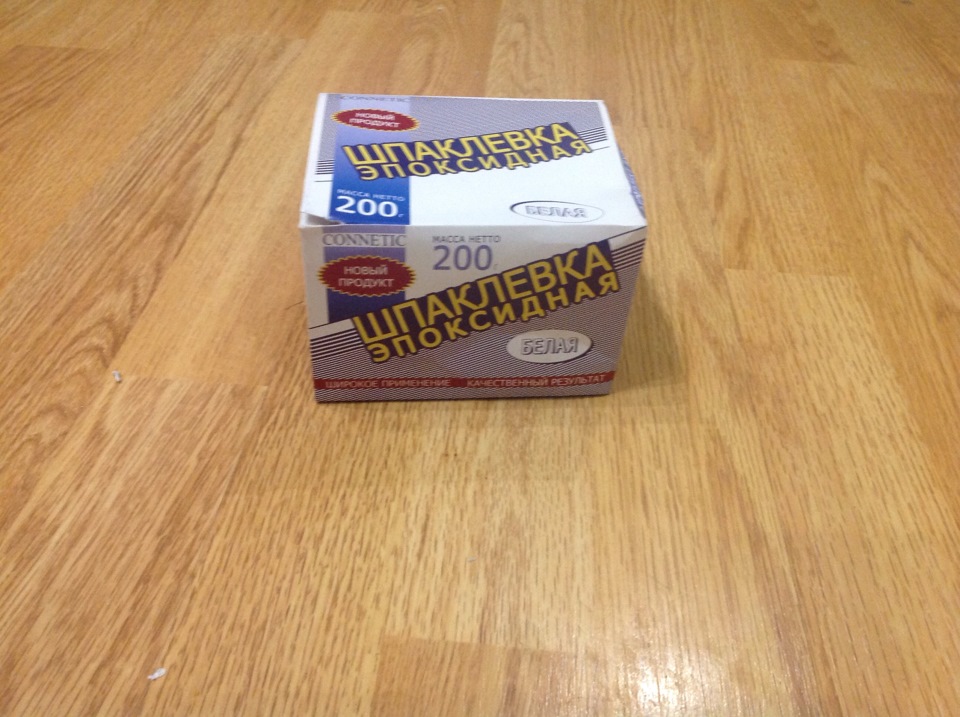 CONNETIC
НОВЫЙ
ПРОДУКТ
ШПАКЛЕВКА
ЭПОКСИДНАЯ
МАССА НЕТТО
200г
БЕЛАЯ
CONNETIC
МАССА НЕТТО
200г
НОВЫЙ
ПРОДУКТ
ШПАКЛЕВКА
ЭПОКСИДНАЯ
БЕЛАЯ
ШИРОКОЕ ПРИМЕНЕНИЕ КАЧЕСТВЕННЫЙ РЕЗУЛЬТАТ